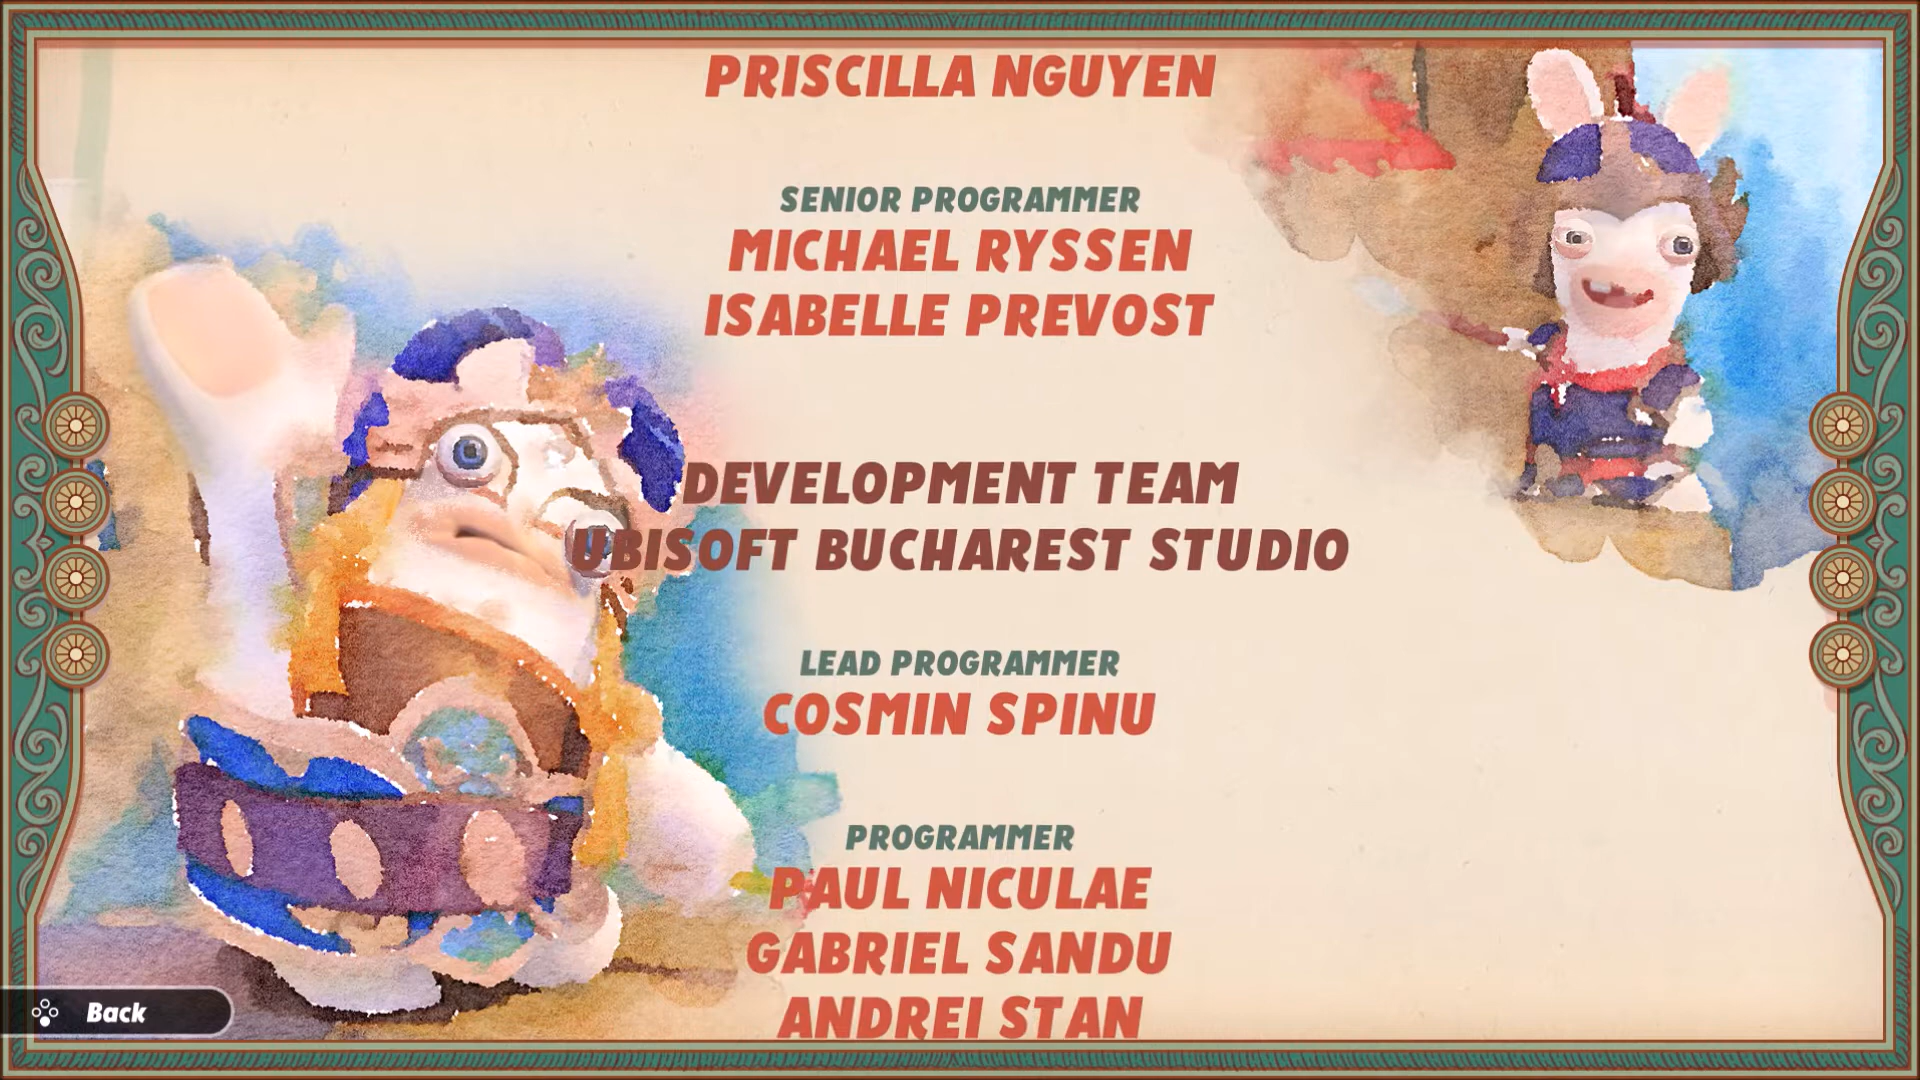 PRISCILLA NGUYEN
SENIOR PROGRAMMER
MICHAEL RYSSEN
ISABELLE PREVOST
DEVELOPMENT TEAM
UBISOFT BUCHAREST STUDIO
LEAD PROGRAMMER
COSMIN SPINU
PROGRAMMER
PAUL NICULAE
GABRIEL SANDU
ANDREI STAN
Back